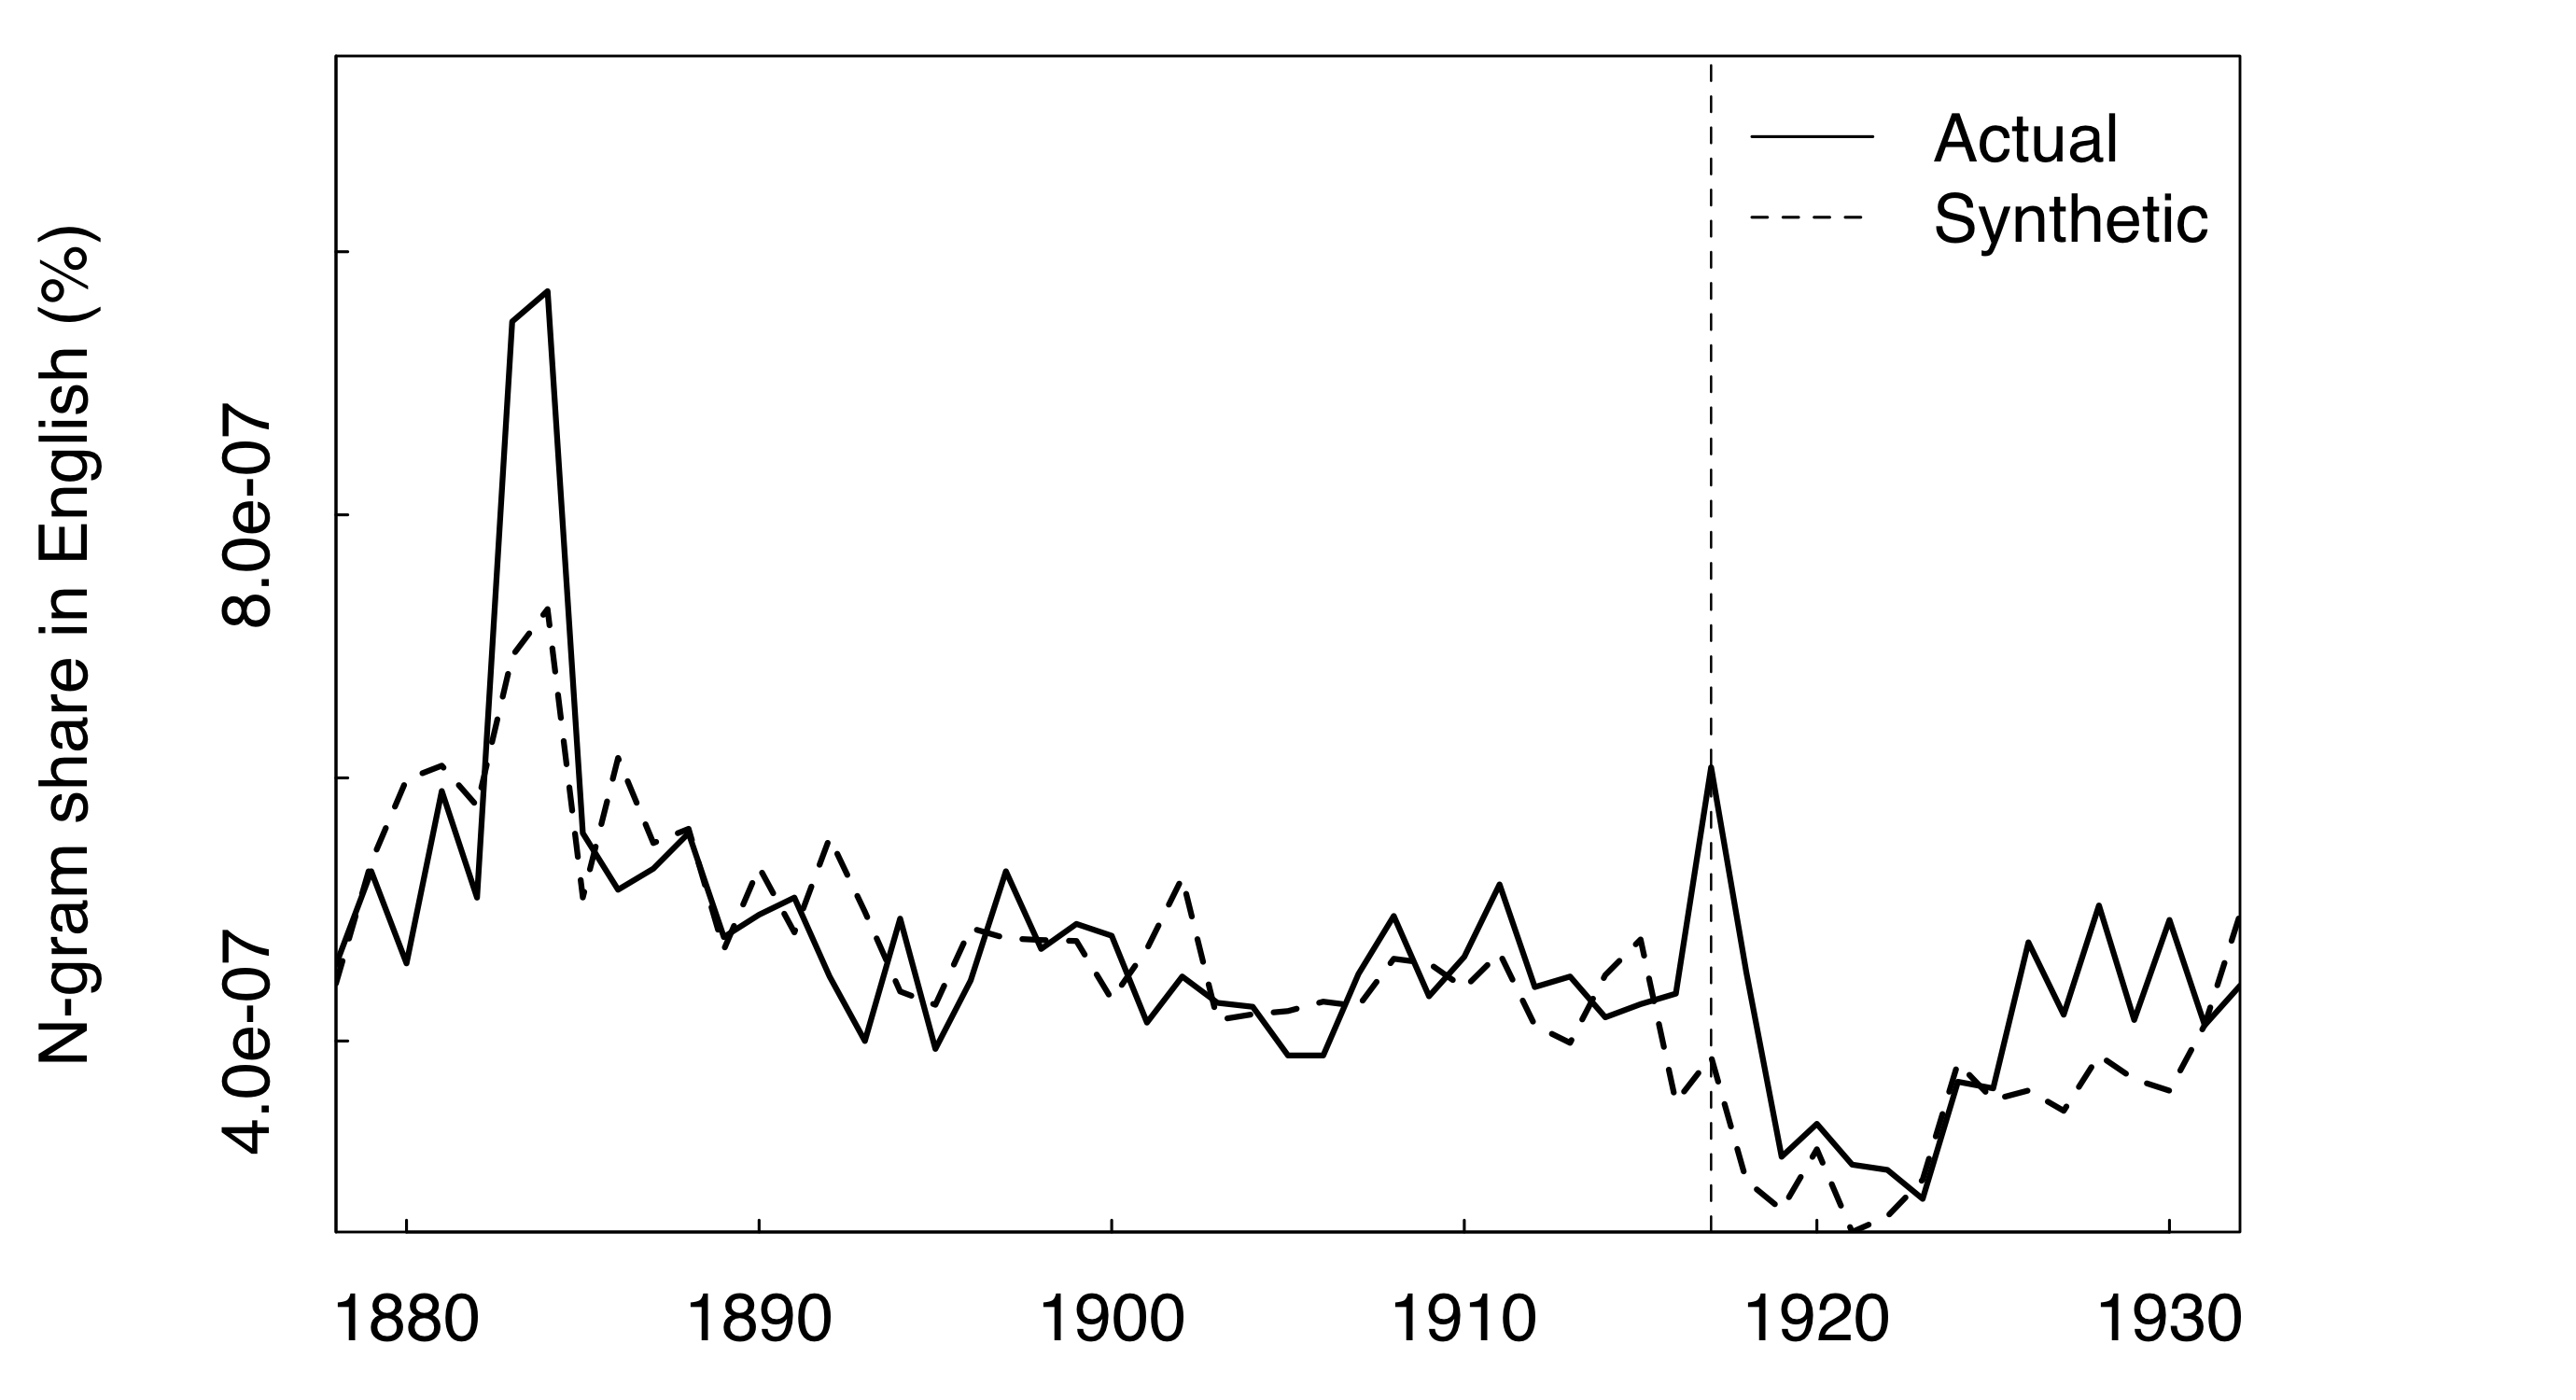 N-gram share in English (%)
8.0e-07
4.0e-07
Actual
Synthetic
1880 1890 1900 1910 1920 1930